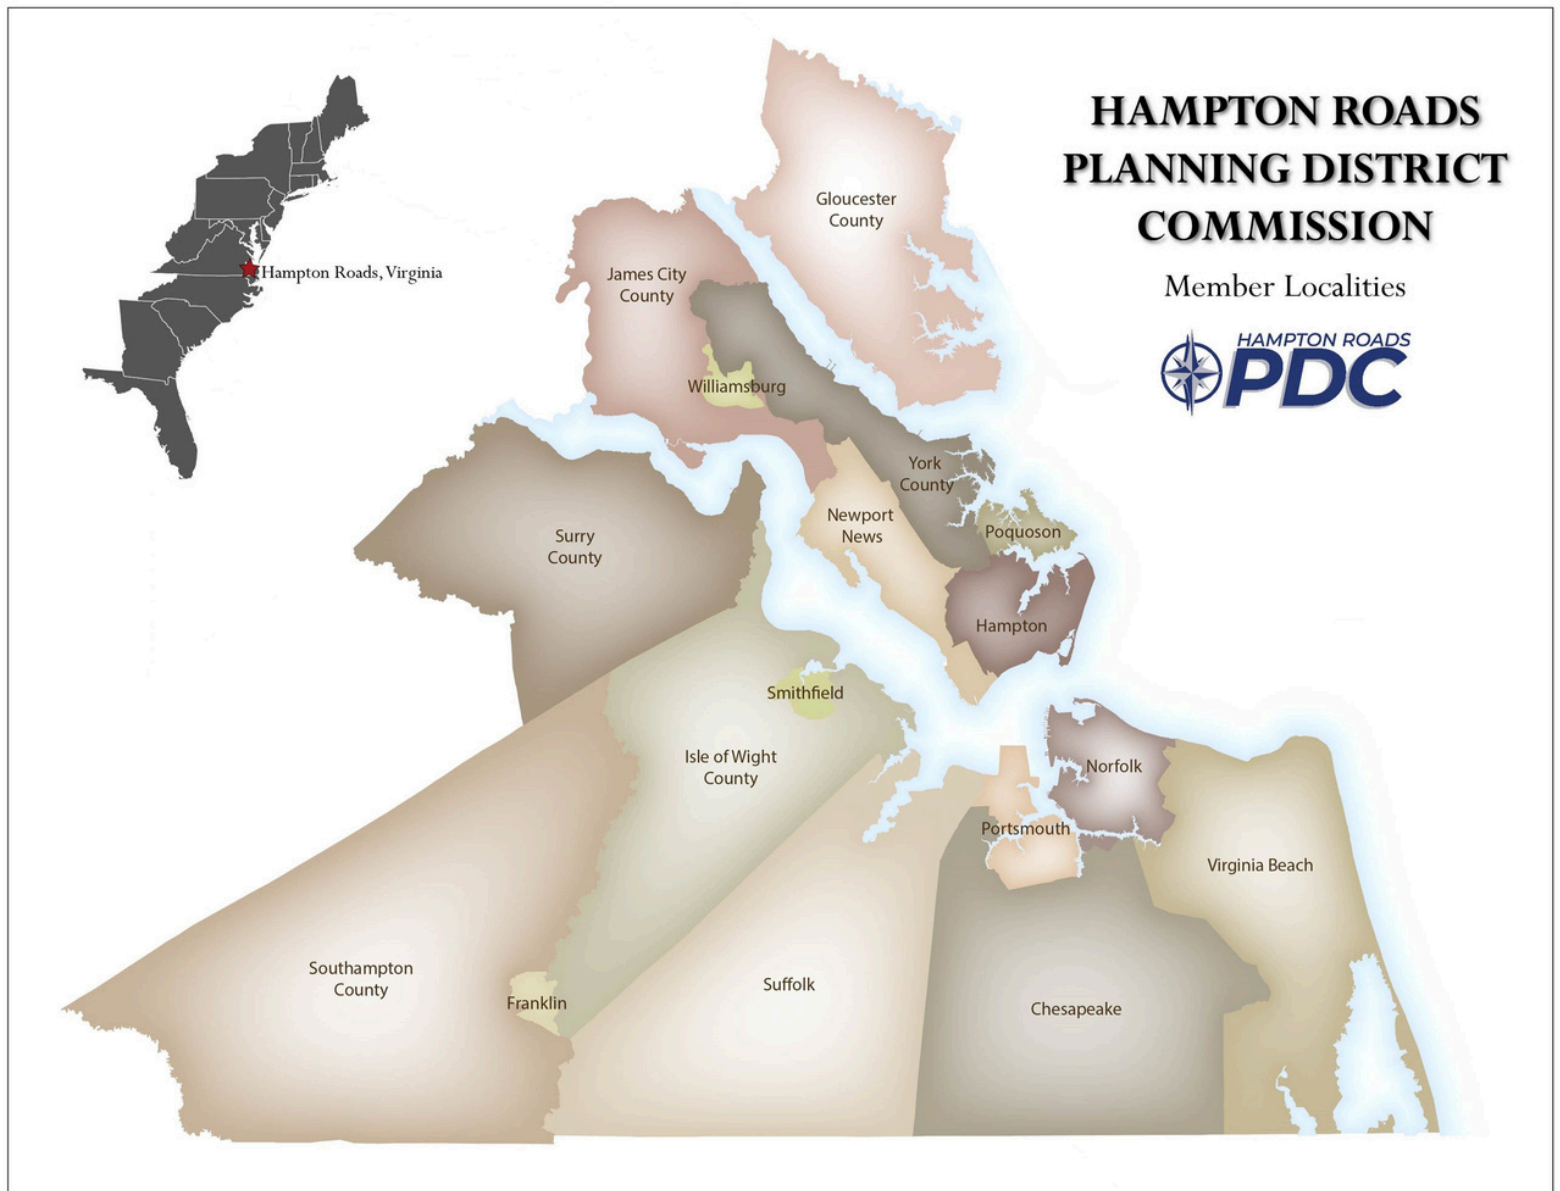 HAMPTON ROADS
PLANNING DISTRICT
COMMISSION
Member Localities
HAMPTON ROADS
PDC
Hampton Roads, Virginia
Gloucester
County
James City
County
Williamsburg
York
County
Newport
News
Poquoson
Surry
County
Hampton
Smithfield
Isle of Wight
County
Norfolk
Portsmouth
Virginia Beach
Southampton
County
Franklin
Suffolk
Chesapeake